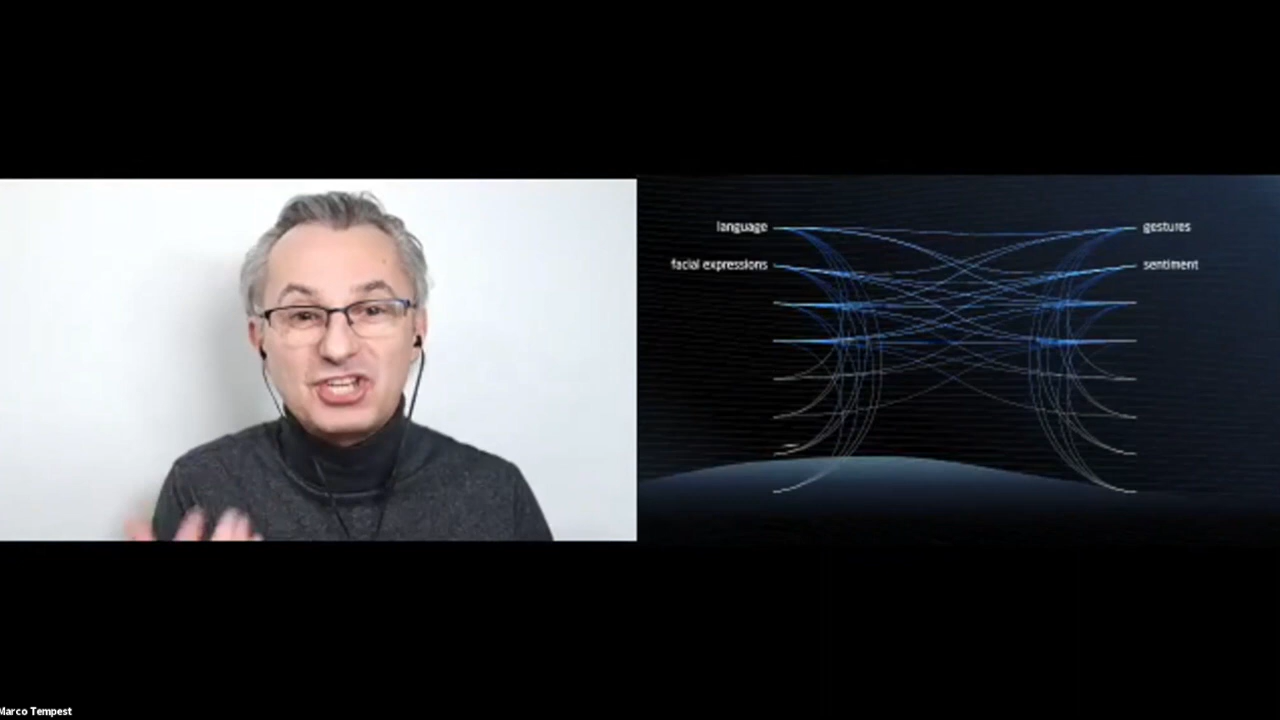 language
gestures
facial expressions
sentiment
Marco Tempest